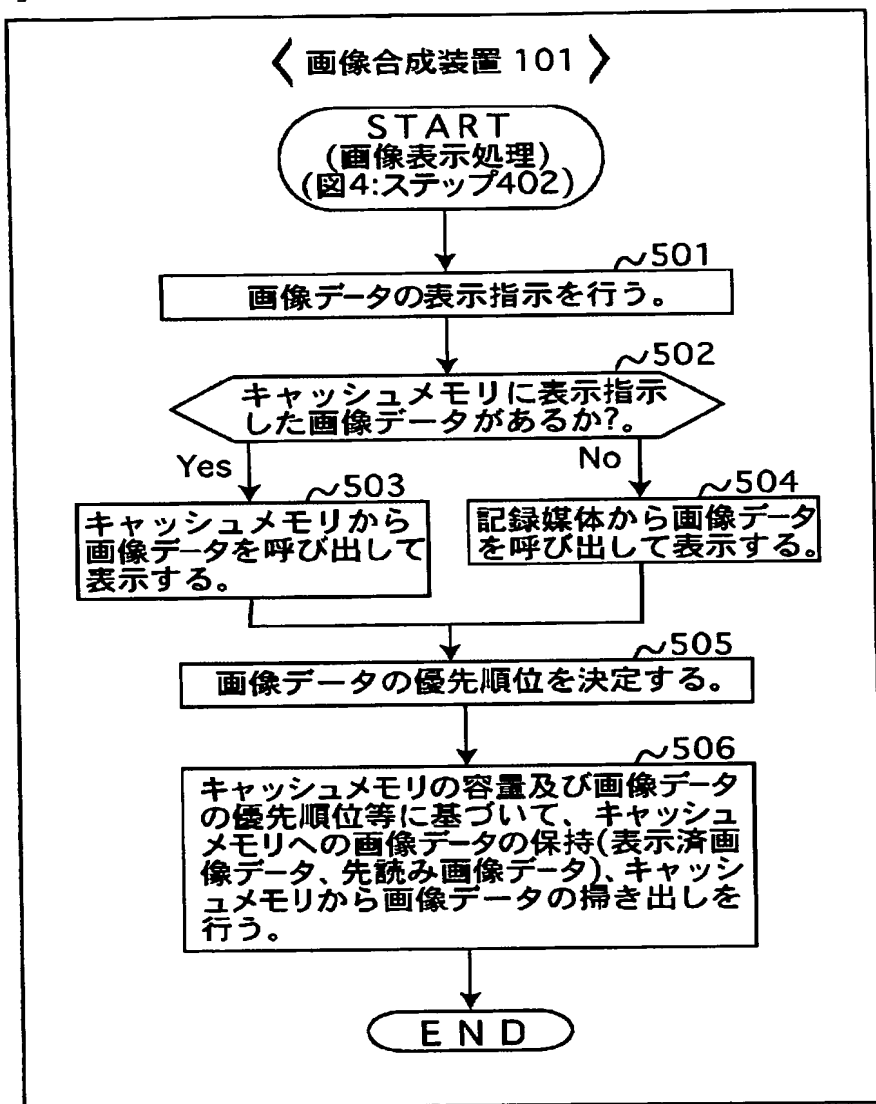 〈 画像合成装置 101 〉
START
(画像表示処理)
(図4:ステップ402)
~501
画像データの表示指示を行う。
~502
キャッシュメモリに表示指示
した画像データがあるか?。
Yes
No
~503
キャッシュメモリから
画像データを呼び出して
表示する。
~504
記録媒体から画像データ
を呼び出して表示する。
~505
画像データの優先順位を決定する。
~506
キャッシュメモリの容量及び画像データ
の優先順位等に基づいて、キャッシュ
メモリへの画像データの保持(表示済画
像データ、先読み画像データ)、キャッシ
ュメモリから画像データの掃き出しを
行う。
END